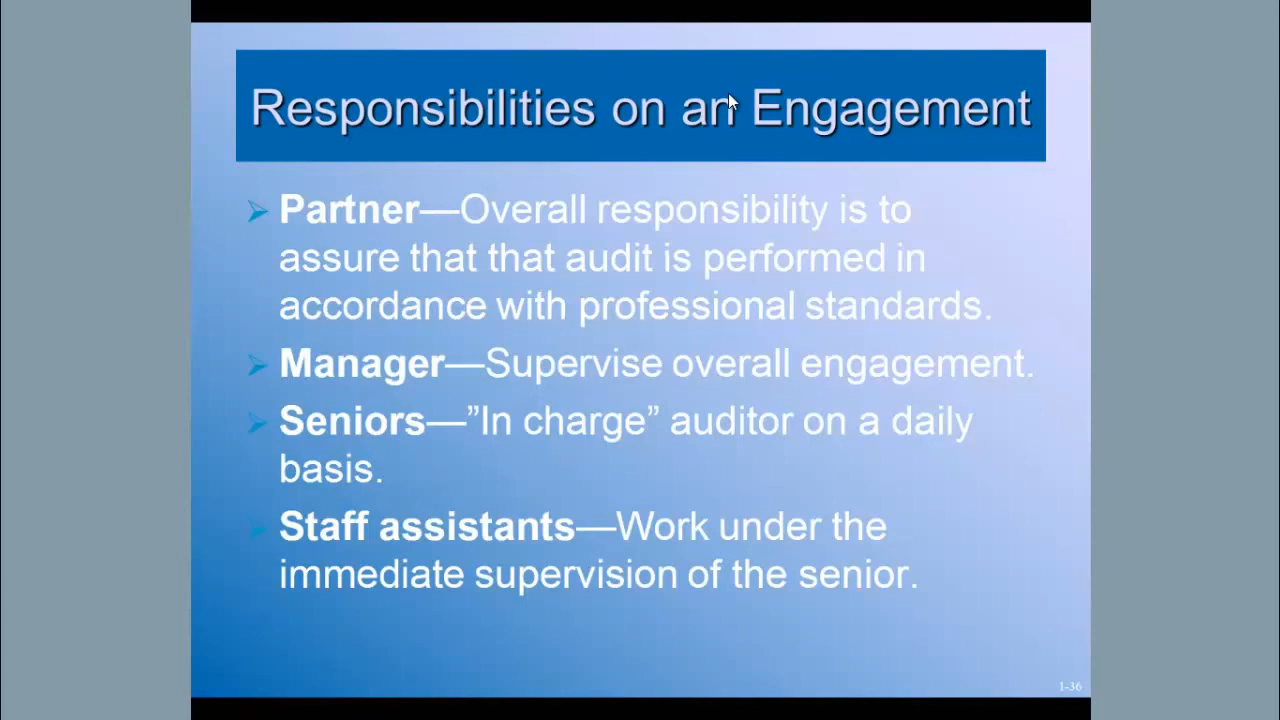 Responsibilities on an Engagement
Partner—Overall responsibility is to
assure that that audit is performed in
accordance with professional standards.
Manager—Supervise overall engagement.
Seniors—”In charge” auditor on a daily
basis.
Staff assistants—Work under the
immediate supervision of the senior.
1-36